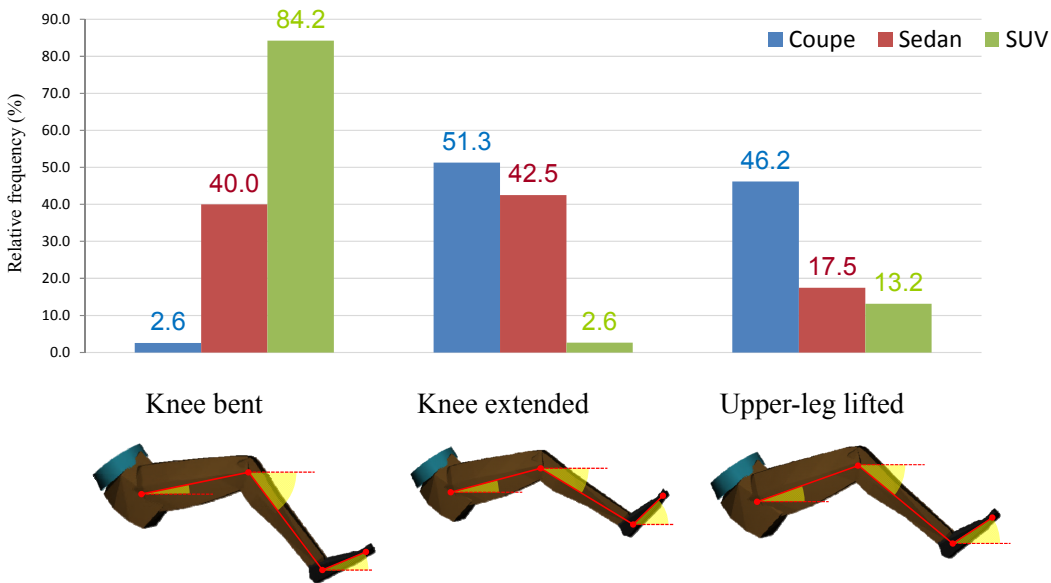 Relative frequency (%)
90.0
80.0
70.0
60.0
50.0
40.0
30.0
20.0
10.0
0.0
Coupe Sedan SUV
2.6 40.0 84.2
51.3 42.5 2.6
46.2 17.5 13.2
Knee bent Knee extended Upper-leg lifted